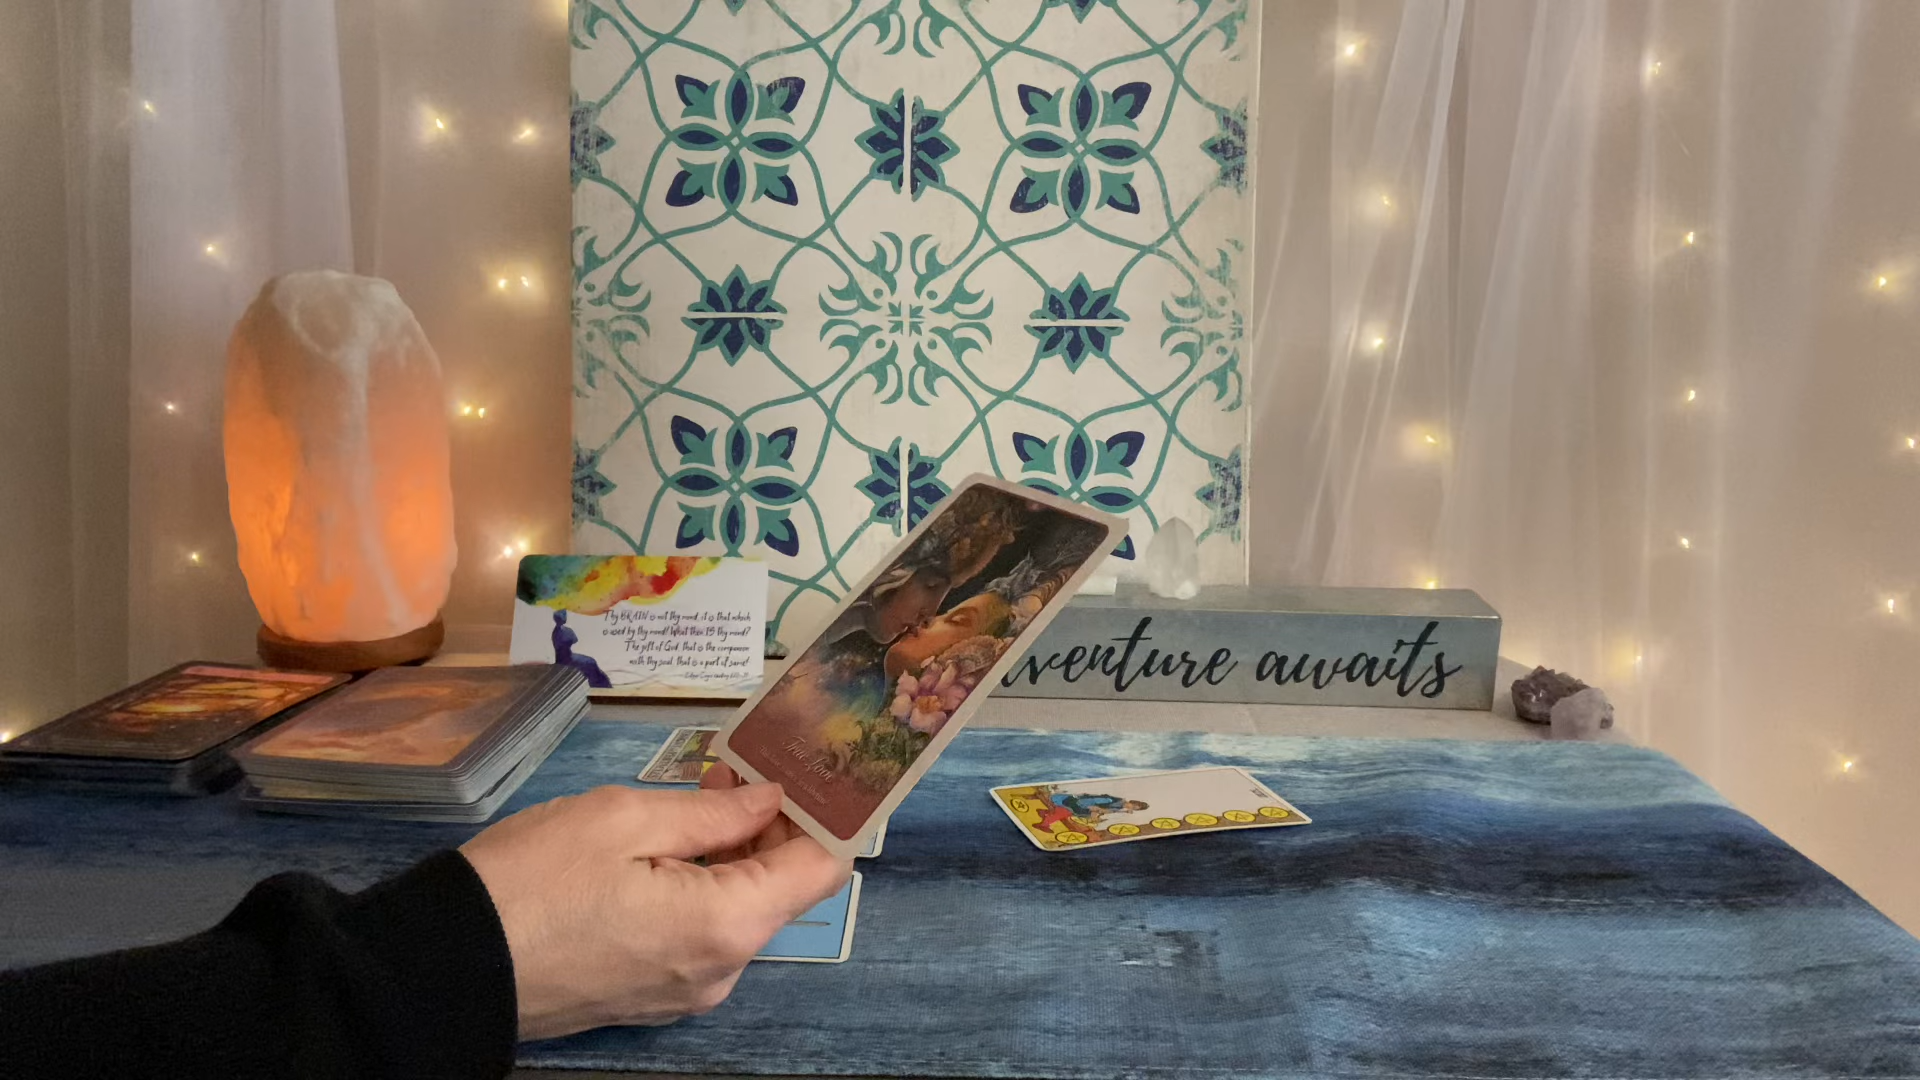 Thy BRAIN is not thy mind, it is that which
is used by thy mind! What then IS thy mind?
The gift of God, that is the companion
with thy soul, that is a part of same!
True Love
venture awaits